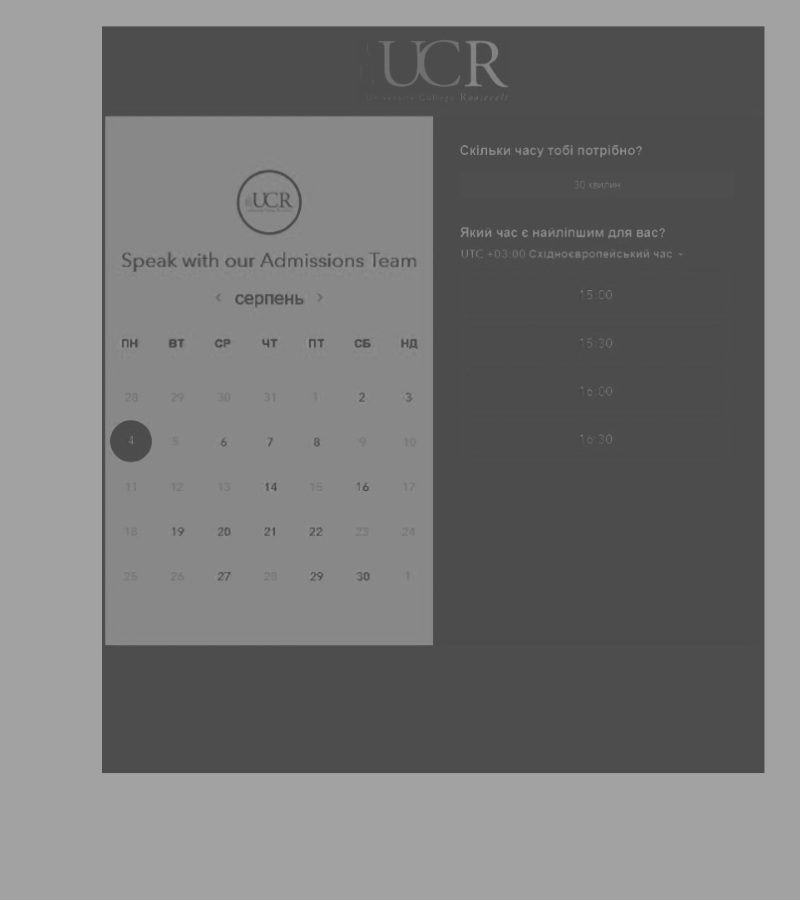 UCR
University College Roosevelt
UCR
Speak with our Admissions Team
серпень
ПН ВТ СР ЧТ ПТ СБ НД
28 29 30 31 1 2 3
4 5 6 7 8 9 10
11 12 13 14 15 16 17
18 19 20 21 22 23 24
25 26 27 28 29 30 1
Скільки часу тобі потрібно?
30 хвилин
Який час є найліпшим для вас?
UTC +03:00 Східноєвропейський час
15:00
15:30
16:00
16:30